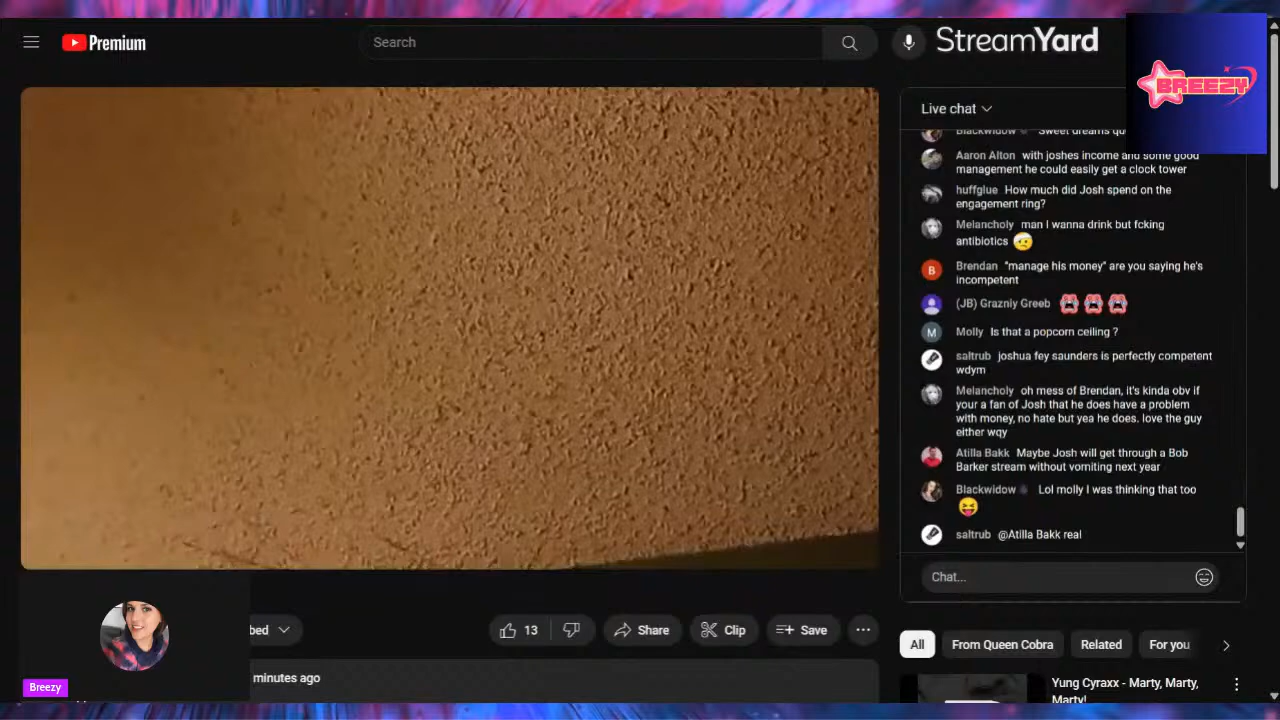 Premium
Search
StreamYard
BREEZY
Live chat
Blackwidow Sweet dreams
Aaron Alton with joshes income and some good
management he could easily get a clock tower
huffglue How much did Josh spend on the
engagement ring?
Melancholy man I wanna drink but fcking
antibiotics
B
Brendan "manage his money" are you saying he's
incompetent
(JB) Grazniy Greeb
M
Molly Is that a popcorn ceiling ?
saltrub joshua fey saunders is perfectly competent
wdym
Melancholy oh mess of Brendan, it's kinda obv if
your a fan of Josh that he does have a problem
with money, no hate but yea he does. love the guy
either wqy
Atilla Bakk Maybe Josh will get through a Bob
Barker stream without vorniting next year
Blackwidow Lol molly I was thinking that too
saltrub @Atilla Bakk real
Chat...
bed
13
Share
Clip
Save
All
From Queen Cobra
Related
For you
minutes ago
Breezy
Yung Cyraxx - Marty, Marty,
Marty!